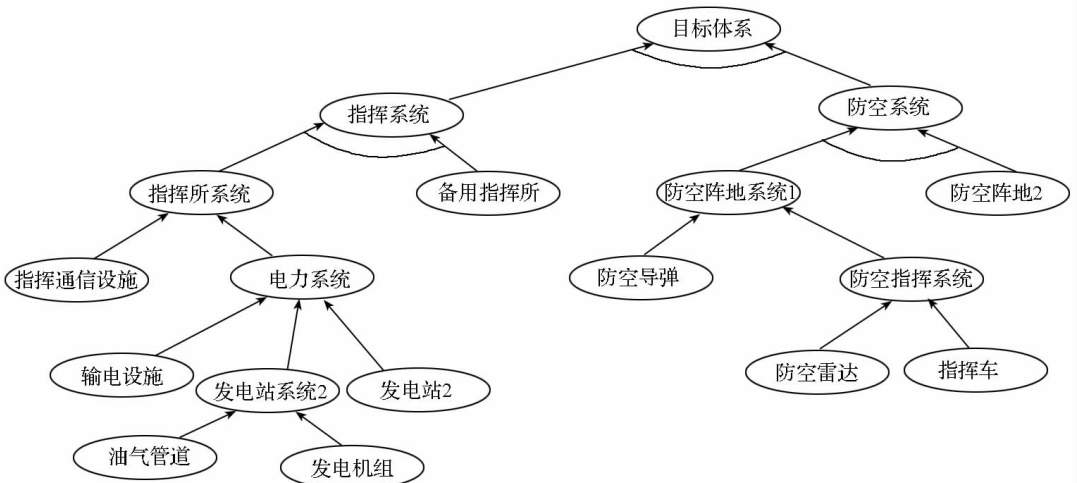 目标体系
指挥系统
防空系统
指挥所系统
备用指挥所
防空阵地系统1
防空阵地2
指挥通信设施
电力系统
防空导弹
防空指挥系统
输电设施
发电站系统2
发电站2
防空雷达
指挥车
油气管道
发电机组